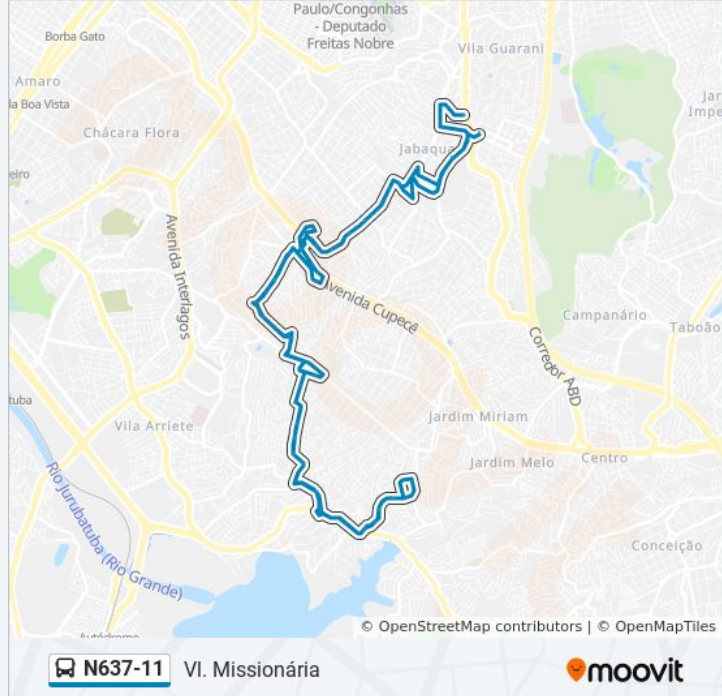 Paulo/Congonhas
- Deputado
Freitas Nobre
Borba Gato
Vila Guarani
Amaro
la Boa Vista
Chácara Flora
Jar
Impe
Jabaqua
eiro
Avenida Interlagos
Avenida Cupecê
Campanário
Taboão
Corredor ABD
tuba
Vila Arriete
Jardim Miriam
Jardim Melo
Centro
Rio Jurubatuba (Rio Grande)
Conceição
Autódromo
© OpenStreetMap contributors | © OpenMapTiles
N637-11 Vl. Missionária
moovit